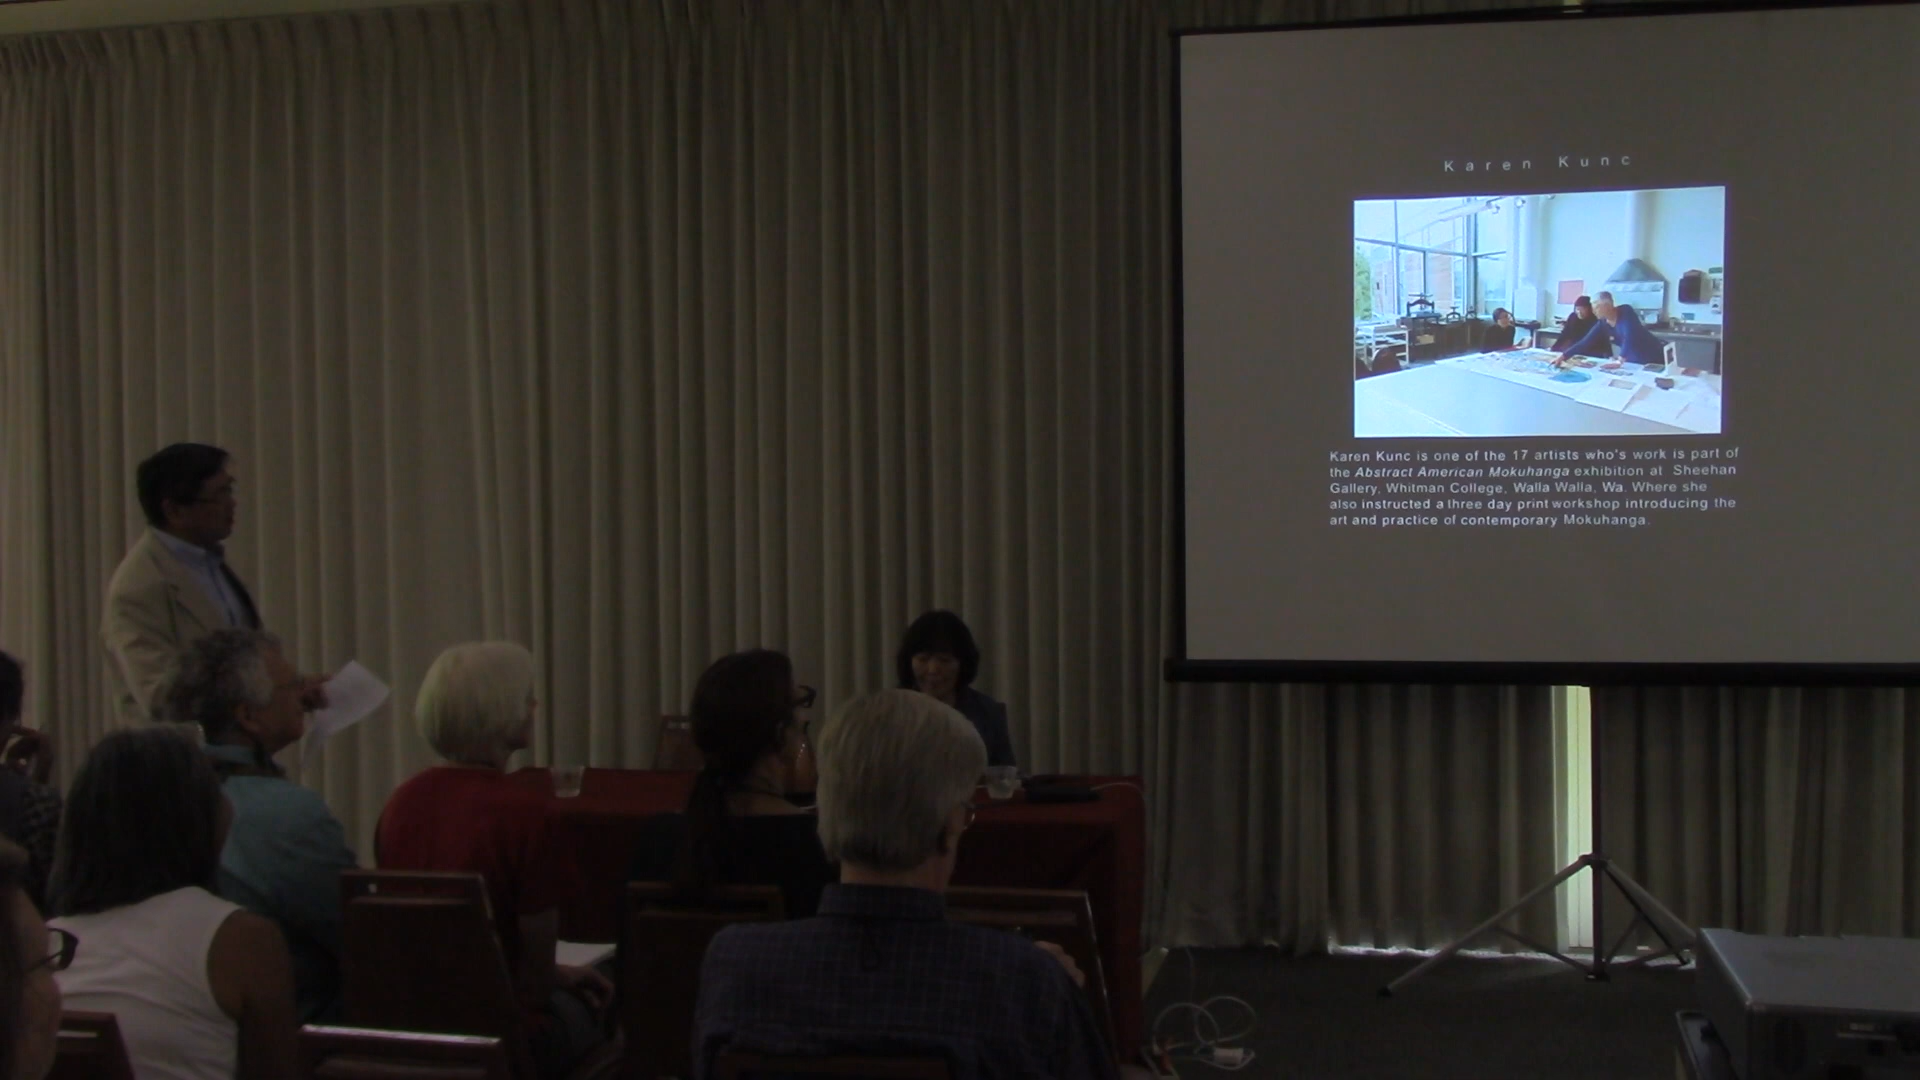 Karen Kunc
Karen Kunc is one of the 17 artists who's work is part of
the Abstract American Mokuhanga exhibition at Sheehan
Gallery, Whitman College, Walla Walla, Wa. Where she
also instructed a three day print workshop introducing the
art and practice of contemporary Mokuhanga.